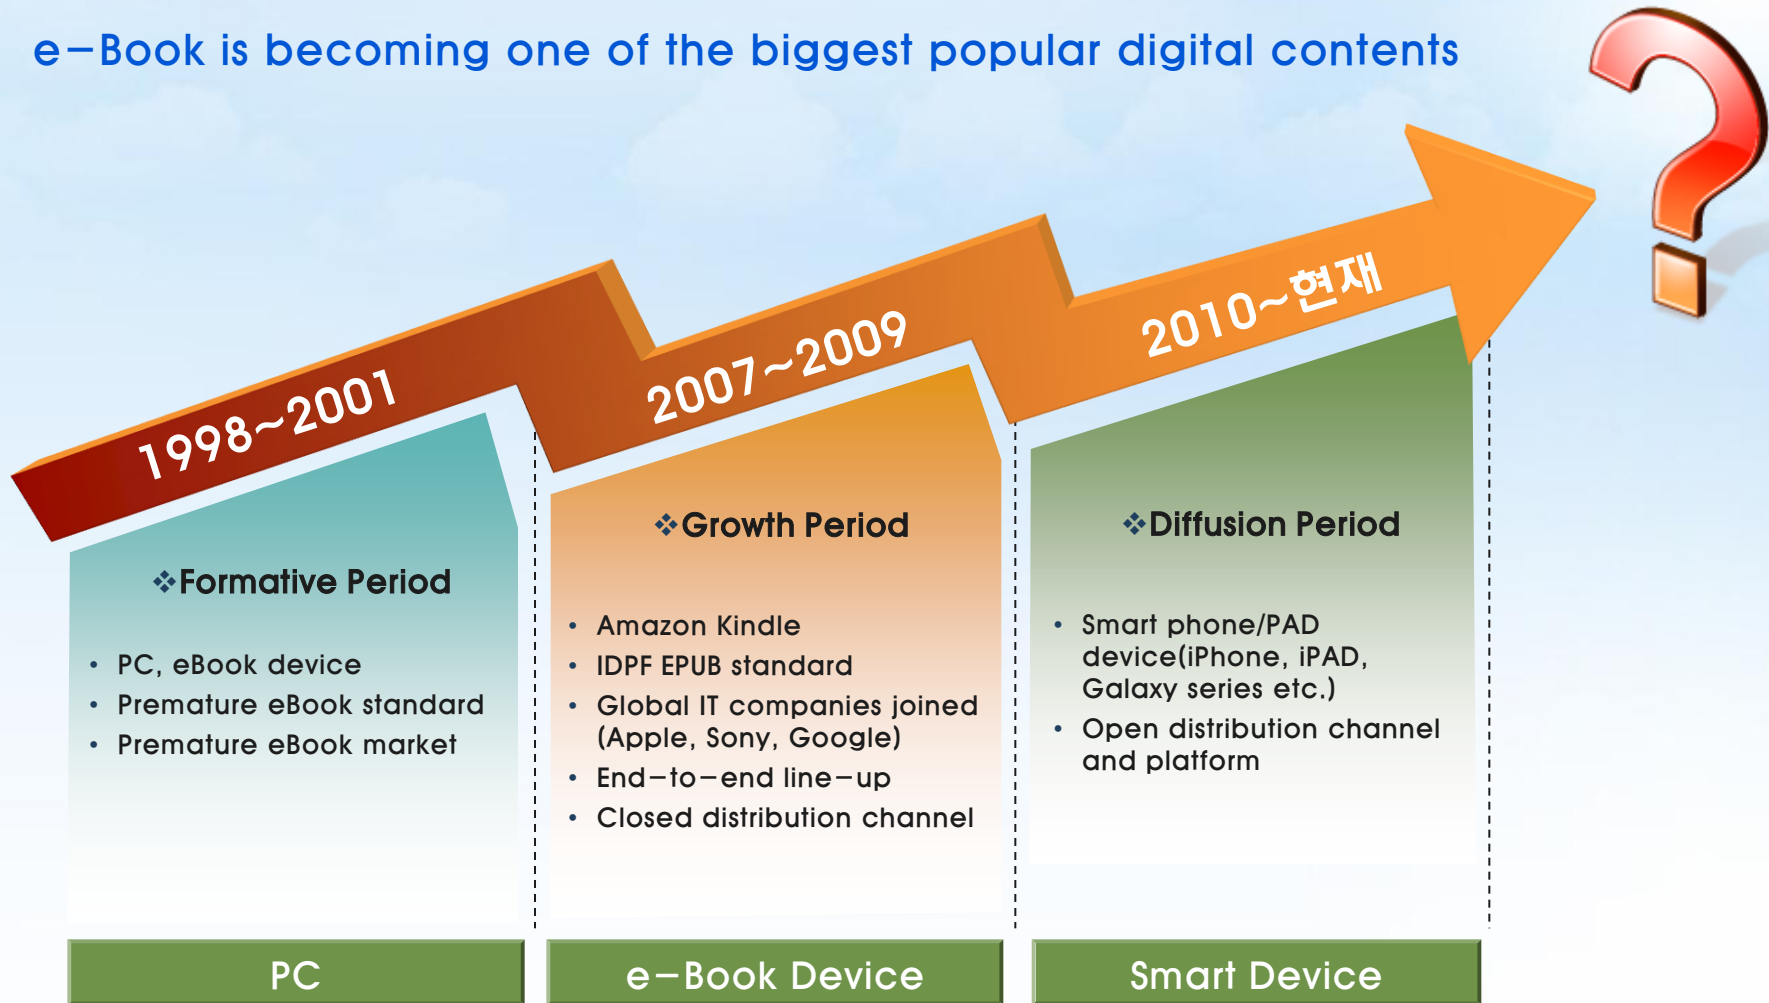 e-Book is becoming one of the biggest popular digital contents
1998~2001
2007~2009
2010~현재
❖Formative Period
• PC, eBook device
• Premature eBook standard
• Premature eBook market
❖Growth Period
• Amazon Kindle
• IDPF EPUB standard
• Global IT companies joined
(Apple, Sony, Google)
• End-to-end line-up
• Closed distribution channel
❖Diffusion Period
• Smart phone/PAD
device(iPhone, iPAD,
Galaxy series etc.)
• Open distribution channel
and platform
PC
e-Book Device
Smart Device
?